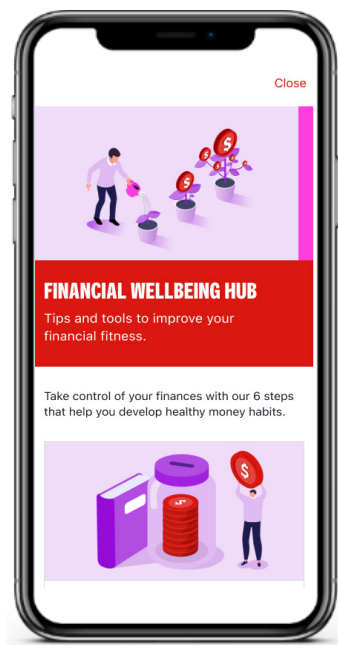 Close
FINANCIAL WELLBEING HUB
Tips and tools to improve your
financial fitness.
Take control of your finances with our 6 steps
that help you develop healthy money habits.